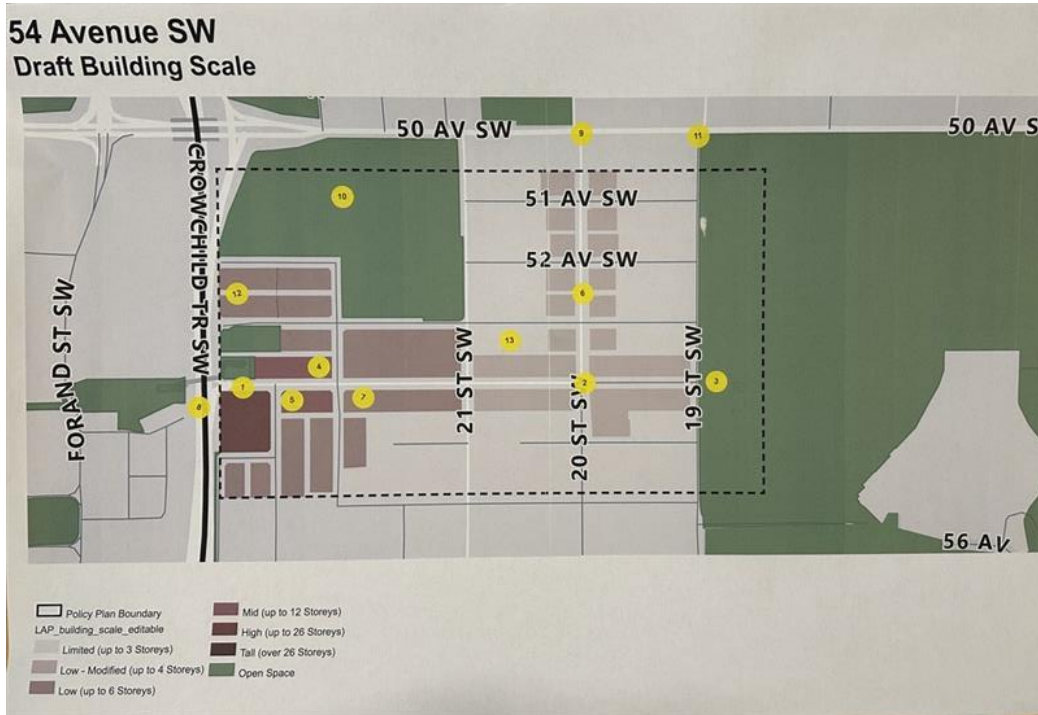 54 Avenue SW
Draft Building Scale
50 AV SW
50 AV S
CROWCHILD TR SW
FORAND ST SW
51 AV SW
52 AV SW
21 ST SW
20 ST SW
19 ST SW
56 AV
9
11
10
12
6
13
4
1
2
3
5
7
8
Policy Plan Boundary
LAP_building_scale_editable
Limited (up to 3 Storeys)
Low - Modified (up to 4 Storeys)
Low (up to 6 Storeys)
Mid (up to 12 Storeys)
High (up to 26 Storeys)
Tall (over 26 Storeys)
Open Space